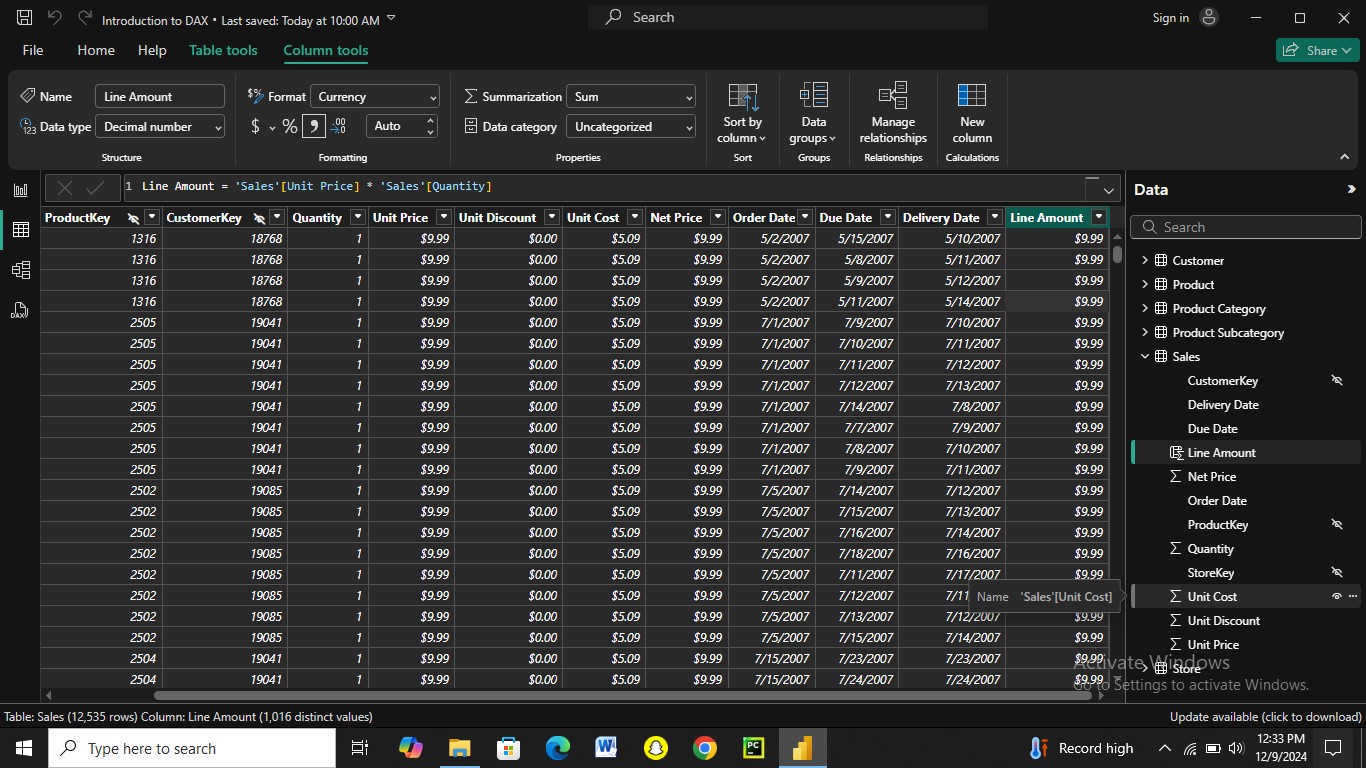 Introduction to DAX • Last saved: Today at 10:00 AM
Search
Sign in
File Home Help Table tools Column tools
Share
Name Line Amount
$% Format Currency
Summarization Sum
123 Data type Decimal number
$ % , .00 Auto
Data category Uncategorized
Sort by column
Data groups
Manage relationships
New column
Structure Formatting Properties Sort Groups Relationships Calculations
1 Line Amount = 'Sales'[Unit Price] * 'Sales'[Quantity]
ProductKey CustomerKey Quantity Unit Price Unit Discount Unit Cost Net Price Order Date Due Date Delivery Date Line Amount
1316 18768 1 $9.99 $0.00 $5.09 $9.99 5/2/2007 5/15/2007 5/10/2007 $9.99
1316 18768 1 $9.99 $0.00 $5.09 $9.99 5/2/2007 5/8/2007 5/11/2007 $9.99
1316 18768 1 $9.99 $0.00 $5.09 $9.99 5/2/2007 5/9/2007 5/12/2007 $9.99
1316 18768 1 $9.99 $0.00 $5.09 $9.99 5/2/2007 5/11/2007 5/14/2007 $9.99
2505 19041 1 $9.99 $0.00 $5.09 $9.99 7/1/2007 7/9/2007 7/10/2007 $9.99
2505 19041 1 $9.99 $0.00 $5.09 $9.99 7/1/2007 7/10/2007 7/11/2007 $9.99
2505 19041 1 $9.99 $0.00 $5.09 $9.99 7/1/2007 7/11/2007 7/12/2007 $9.99
2505 19041 1 $9.99 $0.00 $5.09 $9.99 7/1/2007 7/12/2007 7/13/2007 $9.99
2505 19041 1 $9.99 $0.00 $5.09 $9.99 7/1/2007 7/14/2007 7/8/2007 $9.99
2505 19041 1 $9.99 $0.00 $5.09 $9.99 7/1/2007 7/7/2007 7/9/2007 $9.99
2505 19041 1 $9.99 $0.00 $5.09 $9.99 7/1/2007 7/8/2007 7/10/2007 $9.99
2505 19041 1 $9.99 $0.00 $5.09 $9.99 7/1/2007 7/9/2007 7/11/2007 $9.99
2502 19085 1 $9.99 $0.00 $5.09 $9.99 7/5/2007 7/14/2007 7/12/2007 $9.99
2502 19085 1 $9.99 $0.00 $5.09 $9.99 7/5/2007 7/15/2007 7/13/2007 $9.99
2502 19085 1 $9.99 $0.00 $5.09 $9.99 7/5/2007 7/16/2007 7/14/2007 $9.99
2502 19085 1 $9.99 $0.00 $5.09 $9.99 7/5/2007 7/18/2007 7/16/2007 $9.99
2502 19085 1 $9.99 $0.00 $5.09 $9.99 7/5/2007 7/11/2007 7/17/2007 $9.99
2502 19085 1 $9.99 $0.00 $5.09 $9.99 7/5/2007 7/12/2007 7/11
2502 19085 1 $9.99 $0.00 $5.09 $9.99 7/5/2007 7/13/2007 7/12/2007 $9.99
2502 19085 1 $9.99 $0.00 $5.09 $9.99 7/5/2007 7/15/2007 7/14/2007 $9.99
2504 19041 1 $9.99 $0.00 $5.09 $9.99 7/15/2007 7/23/2007 7/23/2007 $9.99
2504 19041 1 $9.99 $0.00 $5.09 $9.99 7/15/2007 7/24/2007 7/24/2007 $9.99
Name 'Sales'[Unit Cost]
Data
Search
Customer
Product
Product Category
Product Subcategory
Sales
CustomerKey
Delivery Date
Due Date
Line Amount
Net Price
Order Date
ProductKey
Quantity
StoreKey
Unit Cost
Unit Discount
Unit Price
Store
Activate Windows
Go to Settings to activate Windows.
DAX
Table: Sales (12,535 rows) Column: Line Amount (1,016 distinct values)
Update available (click to download)
Type here to search
W
PC
Record high
12:33 PM
12/9/2024